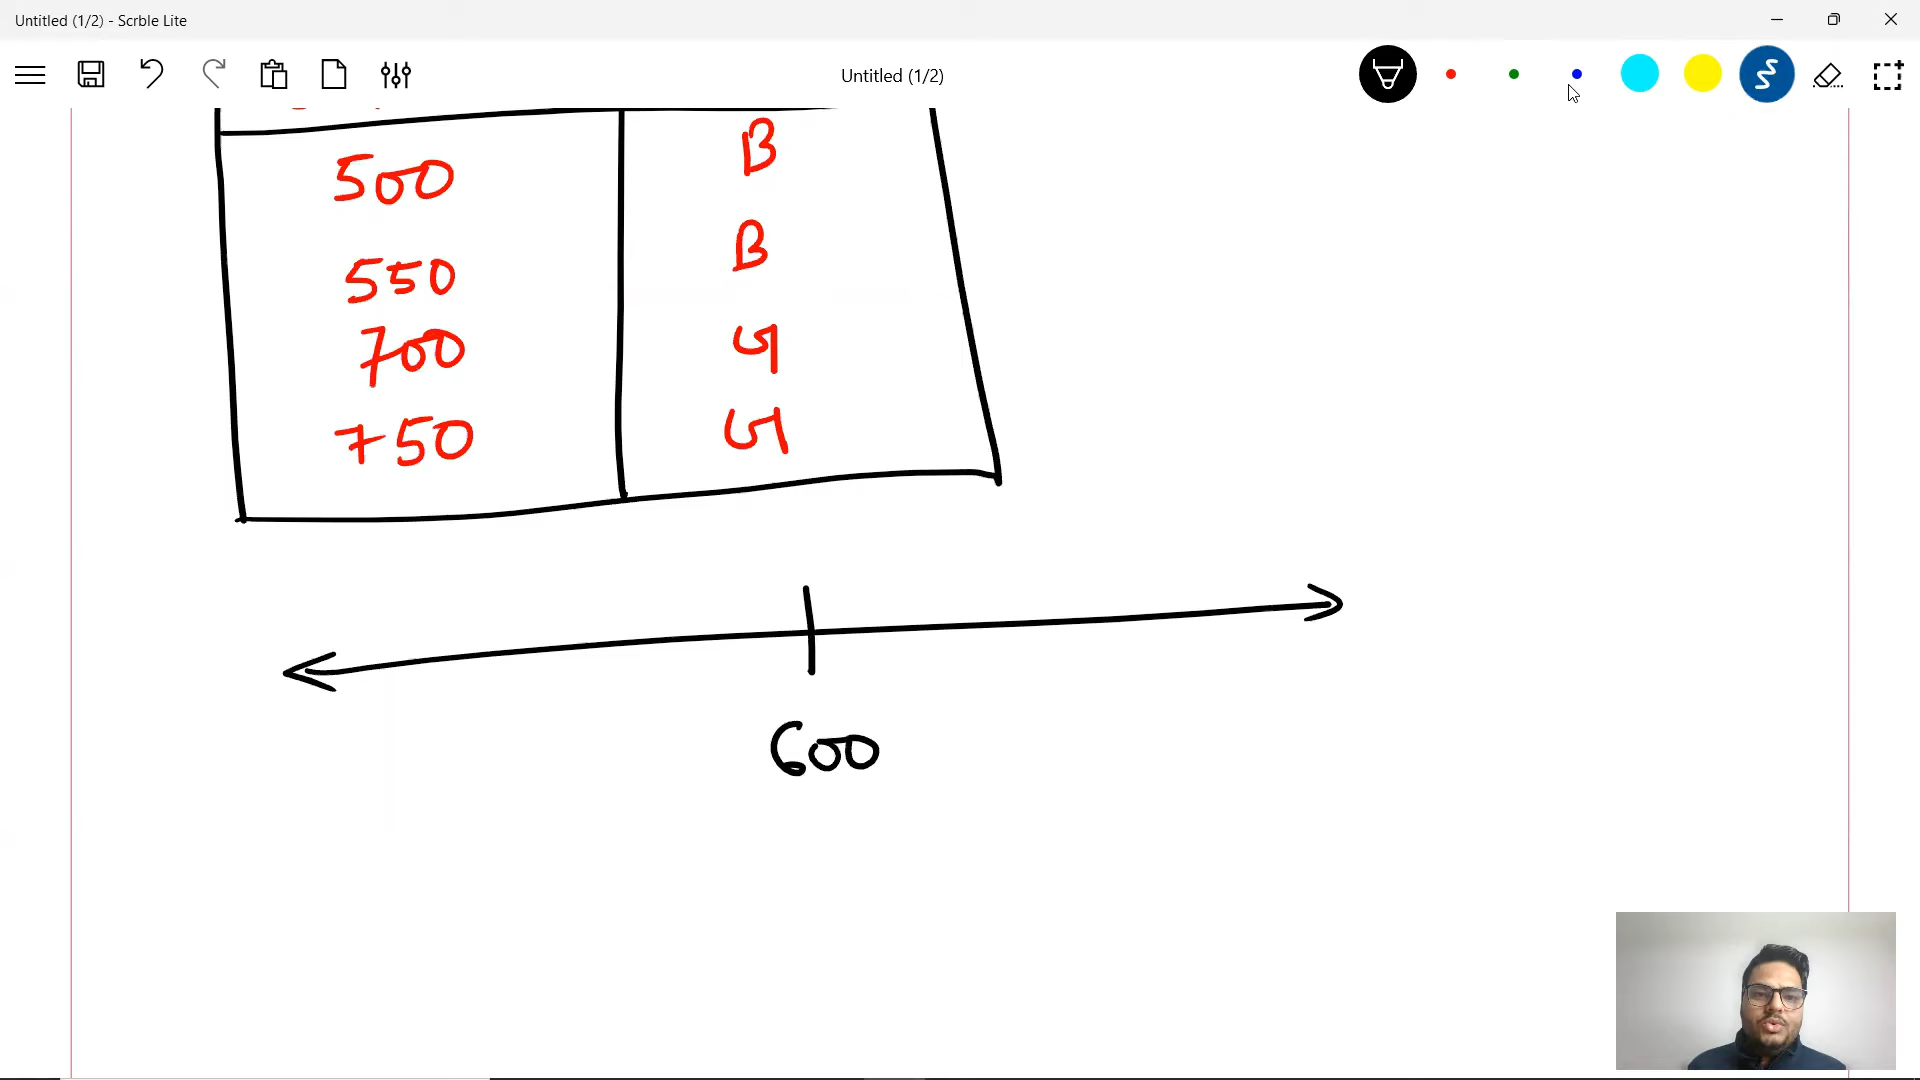 Untitled (1/2) - Scrble Lite
Untitled (1/2)
500 B
550 B
700 G
750 G
600